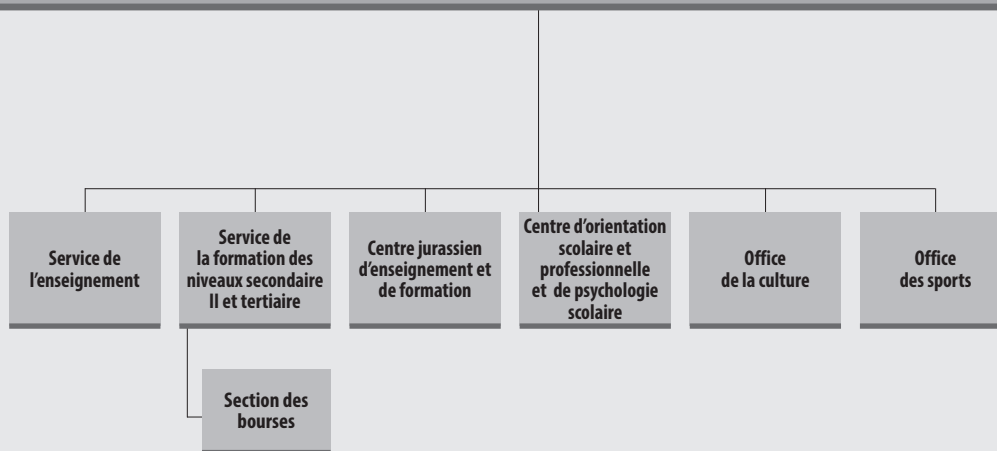 Service de
l'enseignement
Service de
la formation des
niveaux secondaire
II et tertiaire
Centre jurassien
d'enseignement et
de formation
Centre d'orientation
scolaire et
professionnelle
et de psychologie
scolaire
Office
de la culture
Office
des sports
Section des
bourses